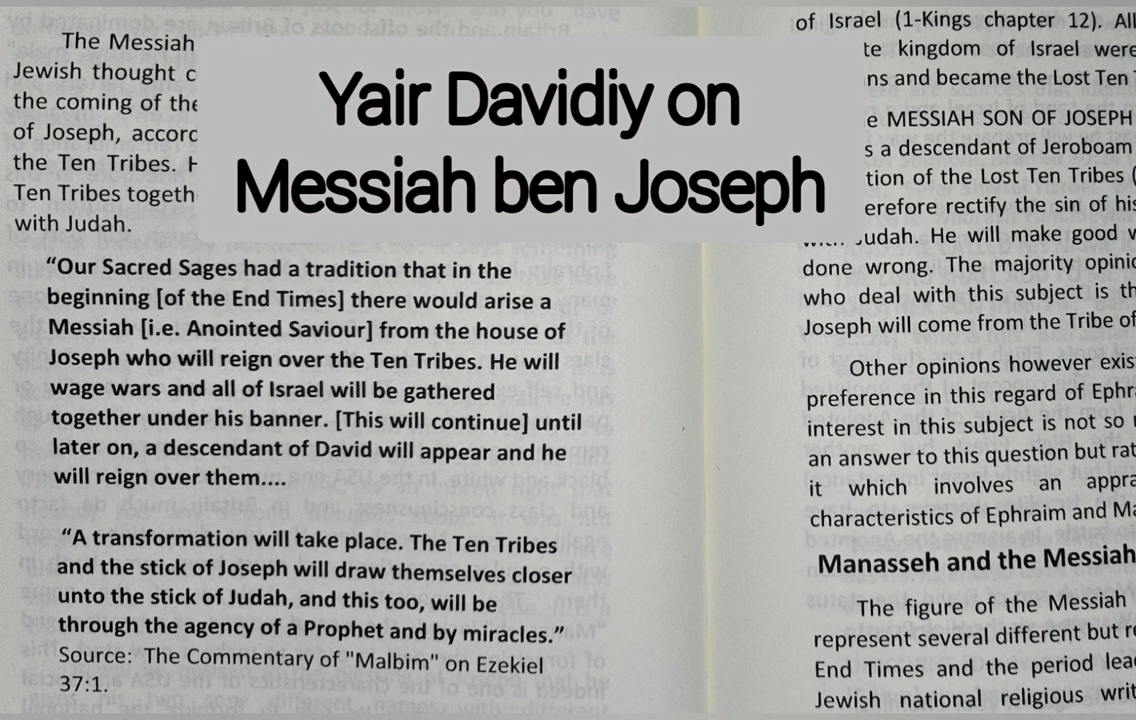 Yair Davidiy on
Messiah ben Joseph
The Messiah
Jewish thought c
the coming of the
of Joseph, accord
the Ten Tribes. H
Ten Tribes togeth
with Judah.
“Our Sacred Sages had a tradition that in the
beginning [of the End Times] there would arise a
Messiah [i.e. Anointed Saviour] from the house of
Joseph who will reign over the Ten Tribes. He will
wage wars and all of Israel will be gathered
together under his banner. [This will continue] until
later on, a descendant of David will appear and he
will reign over them....
“A transformation will take place. The Ten Tribes
and the stick of Joseph will draw themselves closer
unto the stick of Judah, and this too, will be
through the agency of a Prophet and by miracles.”
Source: The Commentary of "Malbim" on Ezekiel
37:1.
of Israel (1-Kings chapter 12). All
te kingdom of Israel were
ns and became the Lost Ten
e MESSIAH SON OF JOSEPH
s a descendant of Jeroboam
tion of the Lost Ten Tribes (
erefore rectify the sin of his
Judah. He will make good w
done wrong. The majority opinio
who deal with this subject is th
Joseph will come from the Tribe of
Other opinions however exis
preference in this regard of Ephr
interest in this subject is not so
an answer to this question but rat
it which involves an appra
characteristics of Ephraim and Ma
Manasseh and the Messiah
The figure of the Messiah
represent several different but re
End Times and the period lea
Jewish national religious writ